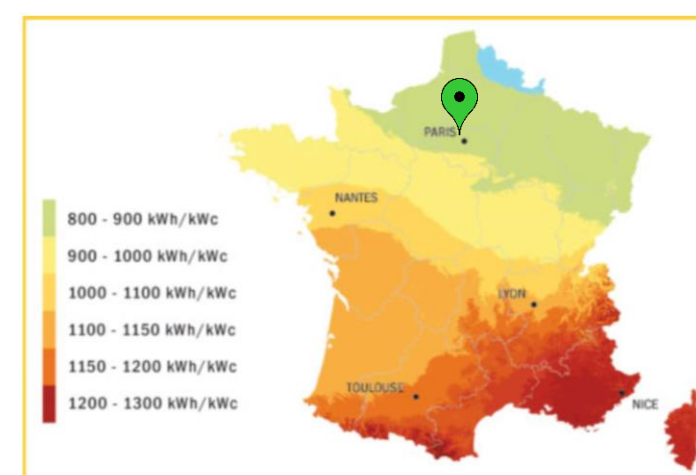 PARIS
NANTES
800 - 900 kWh/kWc
900 - 1000 kWh/kWc
1000 - 1100 kWh/kWc
LYON
1100 - 1150 kWh/kWc
1150 - 1200 kWh/kWc
TOULOUSE
1200 - 1300 kWh/kWc
NICE